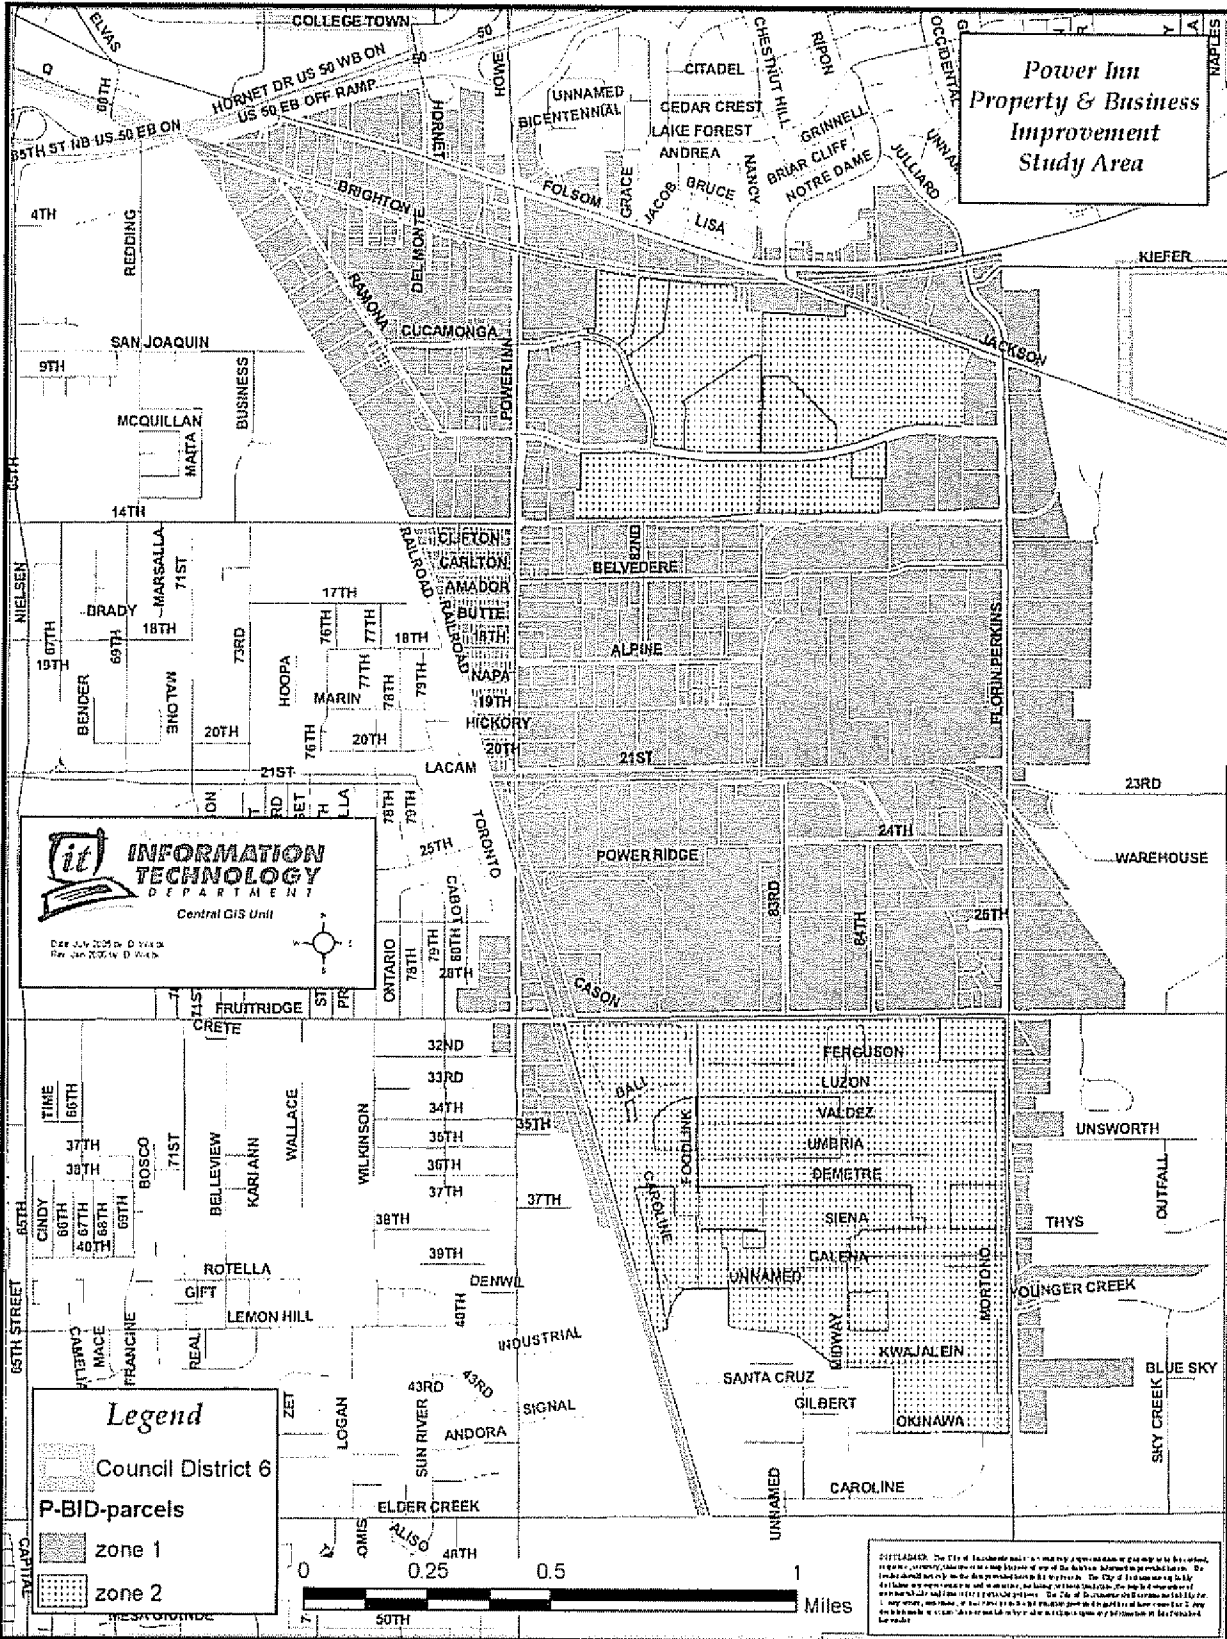 Power Inn
Property & Business
Improvement
Study Area
COLLEGE TOWN
ELVAS
HORNET DR US 50 WB ON
US 50 EB OFF RAMP
65TH ST NB US 50 EB ON
Q
68TH
50
50
HOWE
HORNET
UNNAMED
BICENTENNIAL
CITADEL
CEDAR CREST
LAKE FOREST
ANDREA
CHESTNUT HILL
RIPON
OCCIDENTAL
NAPLES
GRINNELL
BRIAR CLIFF
NOTRE DAME
JULLIARD
GRACE
JACOB
BRUCE
NANCY
LISA
FOLSOM
BRIGHTON
DEL MONTE
RAMONA
4TH
REDDING
KIEFER
CUCAMONGA
POWER INN
JACKSON
SAN JOAQUIN
9TH
BUSINESS
MCQUILLAN
MAITA
65TH
14TH
RAILROAD
CLIFTON
CARLTON
AMADOR
BUTTE
18TH
NAPA
19TH
HICKORY
20TH
RAILROAD
82ND
BELVEDERE
ALPINE
FLORIN PERKINS
NIELSEN
67TH
BRADY
MARSALLA
71ST
18TH
69TH
19TH
17TH
76TH
77TH
18TH
73RD
HOOPA
MARIN
77TH
78TH
79TH
BENDER
MALONE
20TH
76TH
20TH
21ST
LACAM
21ST
23RD
78TH
79TH
TORONTO
25TH
24TH
POWER RIDGE
WAREHOUSE
83RD
84TH
26TH
it INFORMATION
TECHNOLOGY
DEPARTMENT
Central GIS Unit
ONTARIO
78TH
79TH
80TH
CABOT
28TH
CASON
71ST
FRUITRIDGE
CRETE
32ND
33RD
34TH
35TH
36TH
37TH
38TH
39TH
35TH
37TH
FERGUSON
LUZON
VALDEZ
UMBRIA
DEMETRE
SIENA
GALENA
UNNAMED
BALI
FOODLINK
CAROLINE
MORTONO
MIDWAY
KWAJALEIN
OKINAWA
SANTA CRUZ
GILBERT
CAROLINE
UNNAMED
UNSWORTH
OUTFALL
THYS
YOUNGER CREEK
BLUE SKY
SKY CREEK
TIME
66TH
37TH
38TH
BOSCO
71ST
BELLEVIEW
KARI ANN
WALLACE
WILKINSON
65TH
CINDY
66TH
67TH
68TH
69TH
40TH
ROTELLA
GIFT
LEMON HILL
DENWIL
40TH
INDUSTRIAL
65TH STREET
CAMELLIA
MACE
FRANCINE
REAL
43RD
43RD
SIGNAL
ANDORA
SUN RIVER
LOGAN
ZET
ELDER CREEK
ALISO
OMIS
48TH
50TH
CAPITAL
MESA GRANDE
Legend
Council District 6
P-BID-parcels
zone 1
zone 2
0 0.25 0.5 1
Miles